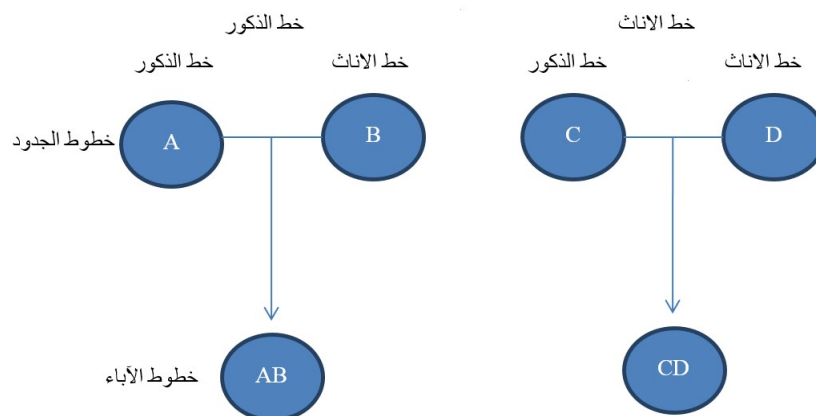 خط الذكور
خط الاناث
خط الذكور
خط الاناث
خط الذكور
خط الاناث
خطوط الجدود
A
B
C
D
خطوط الآباء
AB
CD